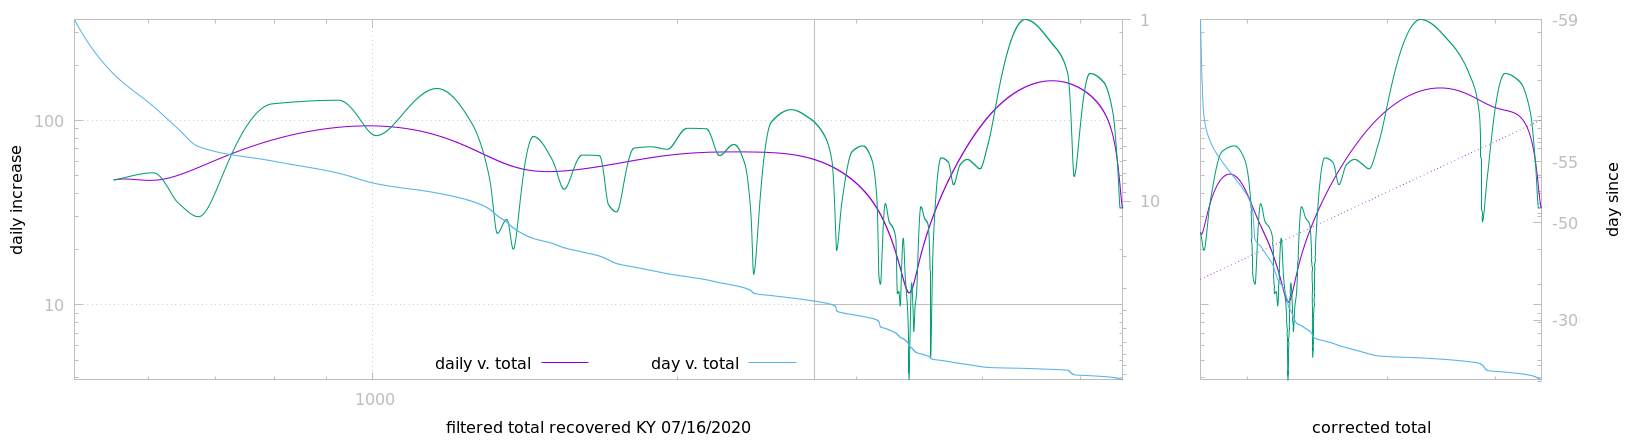 daily increase
100
10
1000
1
10
daily v. total
day v. total
filtered total recovered KY 07/16/2020
-59
-55
-50
-30
day since
corrected total